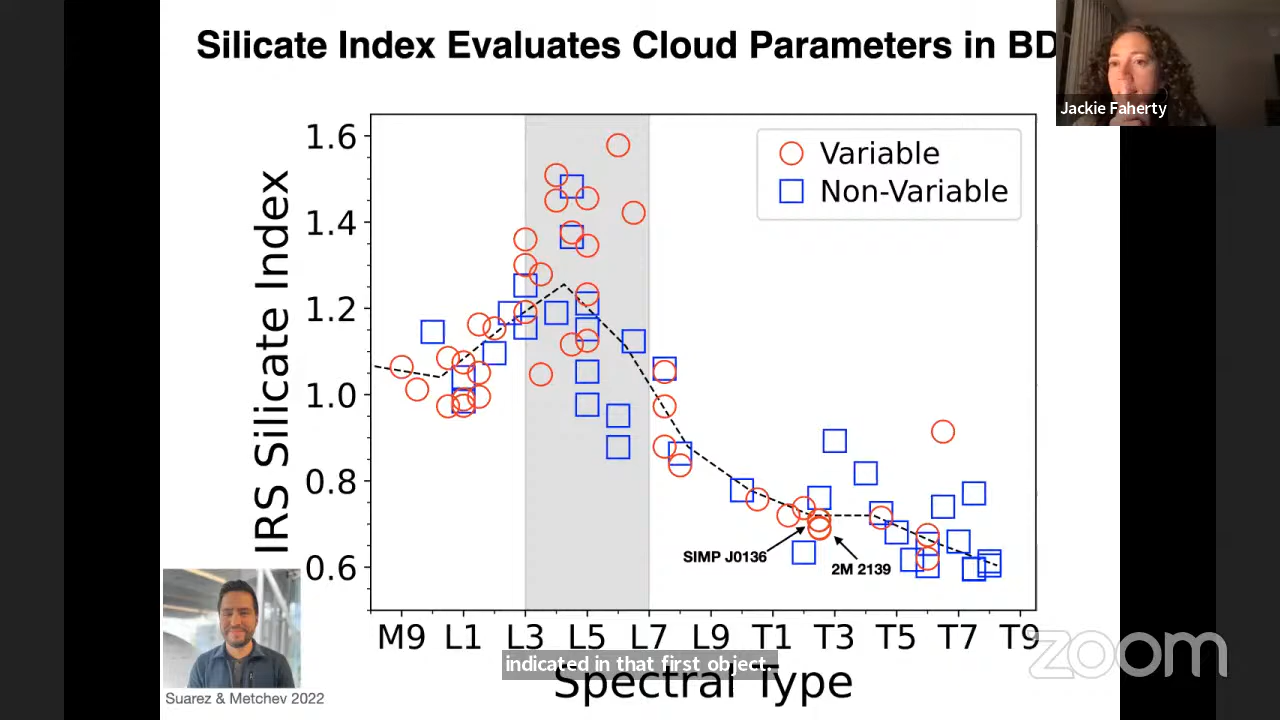 Silicate Index Evaluates Cloud Parameters in BD
Jackie Faherty
Variable
Non-Variable
IRS Silicate Index
1.6
1.4
1.2
1.0
0.8
0.6
SIMP J0136
2M 2139
M9 L1 L3 L5 L7 L9 T1 T3 T5 T7 T9
indicated in that first object.
Spectral Type
Suarez & Metchev 2022
zoom